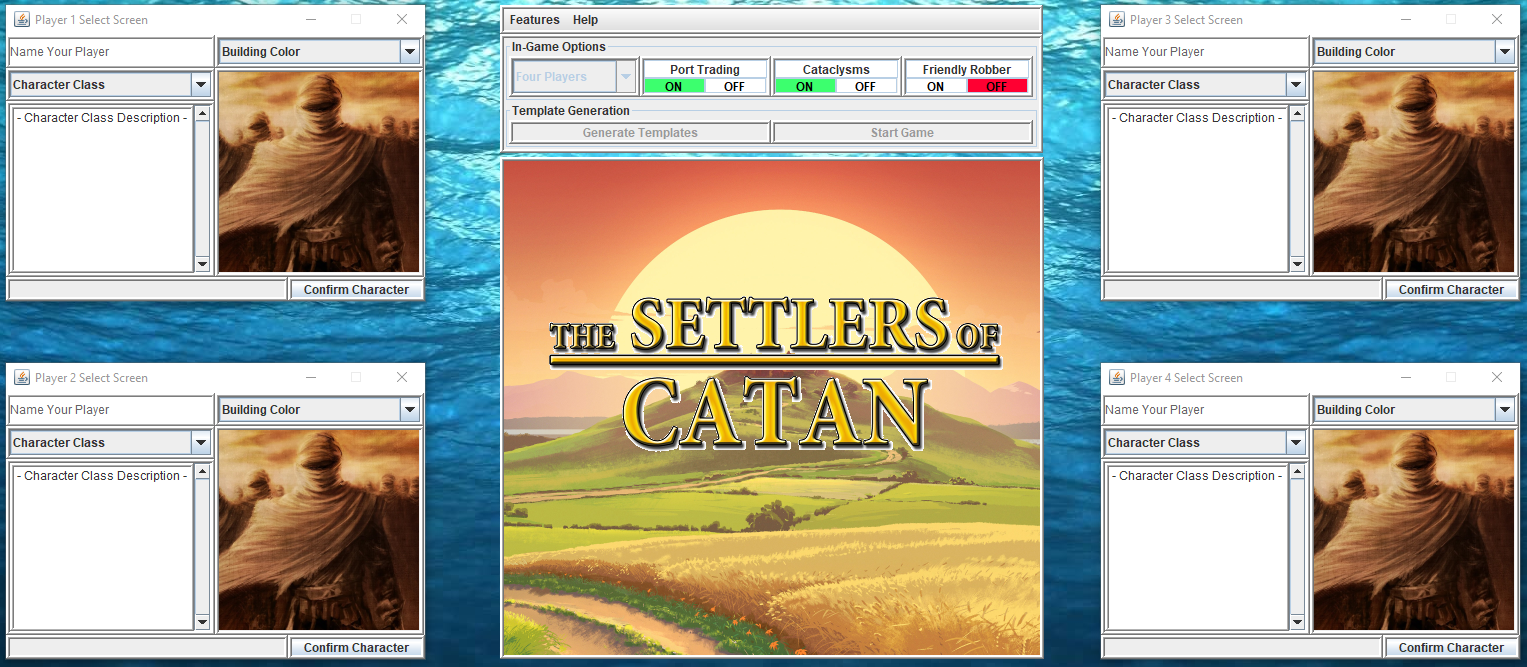 Player 1 Select Screen
Name Your Player
Building Color
Character Class
- Character Class Description -
Confirm Character
Player 2 Select Screen
Name Your Player
Building Color
Character Class
- Character Class Description -
Confirm Character
Features Help
In-Game Options
Four Players
Port Trading
ON OFF
Cataclysms
ON OFF
Friendly Robber
ON OFF
Template Generation
Generate Templates
Start Game
THE SETTLERS OF
CATAN
Player 3 Select Screen
Name Your Player
Building Color
Character Class
- Character Class Description -
Confirm Character
Player 4 Select Screen
Name Your Player
Building Color
Character Class
- Character Class Description -
Confirm Character